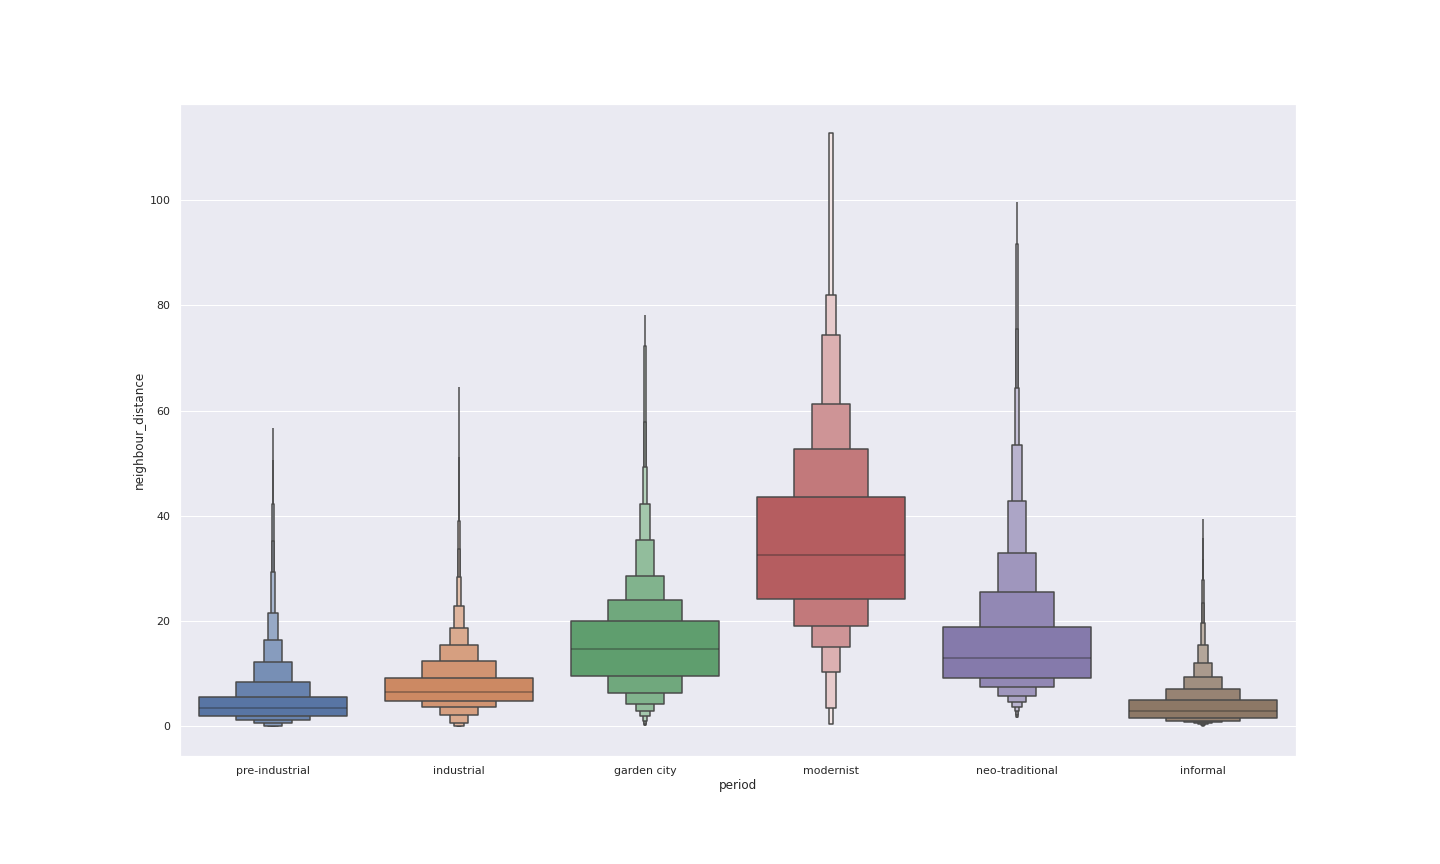 100
80
60
40
20
0
neighbour_distance
pre-industrial industrial garden city modernist neo-traditional informal
period